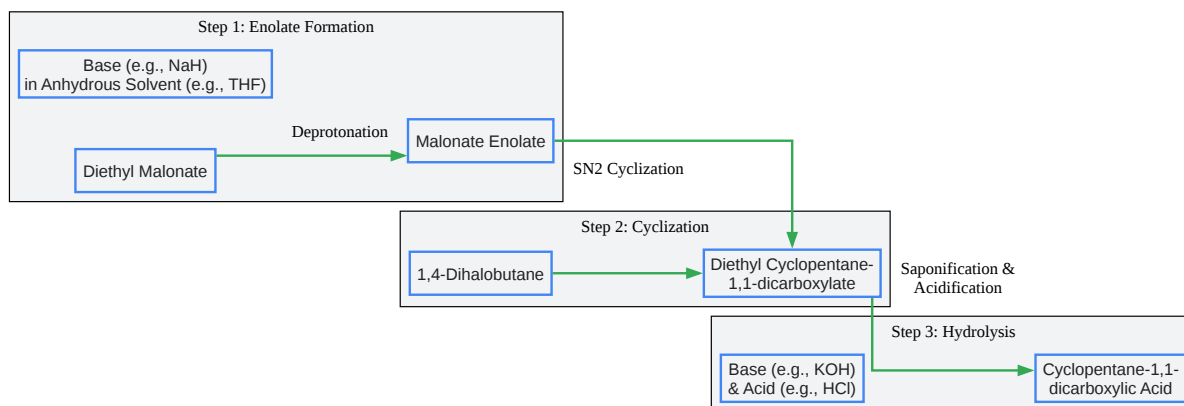 Step 1: Enolate Formation
Base (e.g., NaH)
in Anhydrous Solvent (e.g., THF)
Deprotonation
Malonate Enolate
Diethyl Malonate
SN2 Cyclization
Step 2: Cyclization
1,4-Dihalobutane
Diethyl Cyclopentane-
1,1-dicarboxylate
Saponification &
Acidification
Step 3: Hydrolysis
Base (e.g., KOH)
& Acid (e.g., HCl)
Cyclopentane-1,1-
dicarboxylic Acid